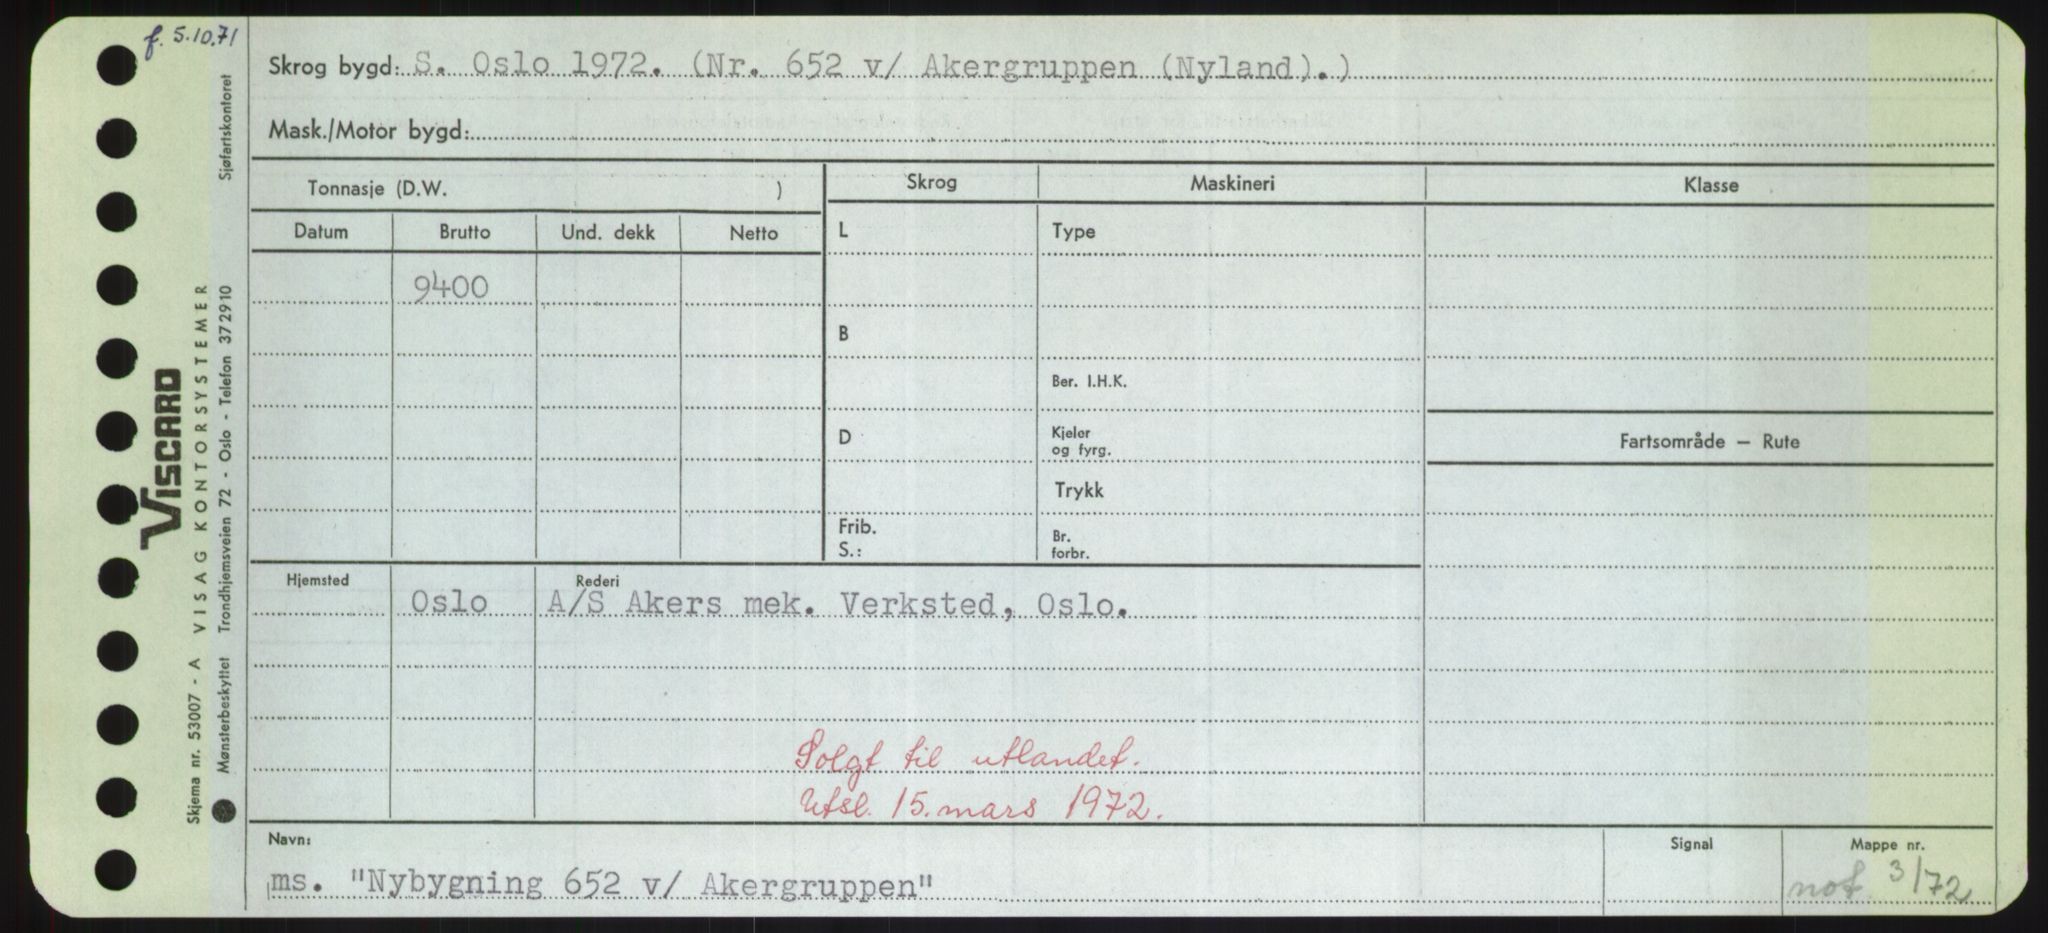 f. 5.10.71
Skrog bygd: S. Oslo 1972. (Nr. 652 v/ Akergruppen (Nyland).)
Mask./Motor bygd:
Tonnasje (D.W. )
Skrog
Maskineri
Klasse
Datum
Brutto
Und. dekk
Netto
L
Type
9400
B
Ber. I.H.K.
D
Kjeler
og fyrg.
Fartsområde — Rute
Trykk
Frib.
S.:
Br.
forbr.
Hjemsted
Rederi
Oslo
A/S Akers mek. Verksted, Oslo.
Solgt til utlandet.
Utsl. 15. mars 1972.
Navn:
Signal
Mappe nr.
ms. "Nybygning 652 v/ Akergruppen"
not 3/72
VISCARD
Skjema nr. 53007 - A VISAG KONTORSYSTEMER
Mønsterbeskyttet Trondhjemsveien 72 - Oslo - Telefon 372910 Sjøfartskontoret